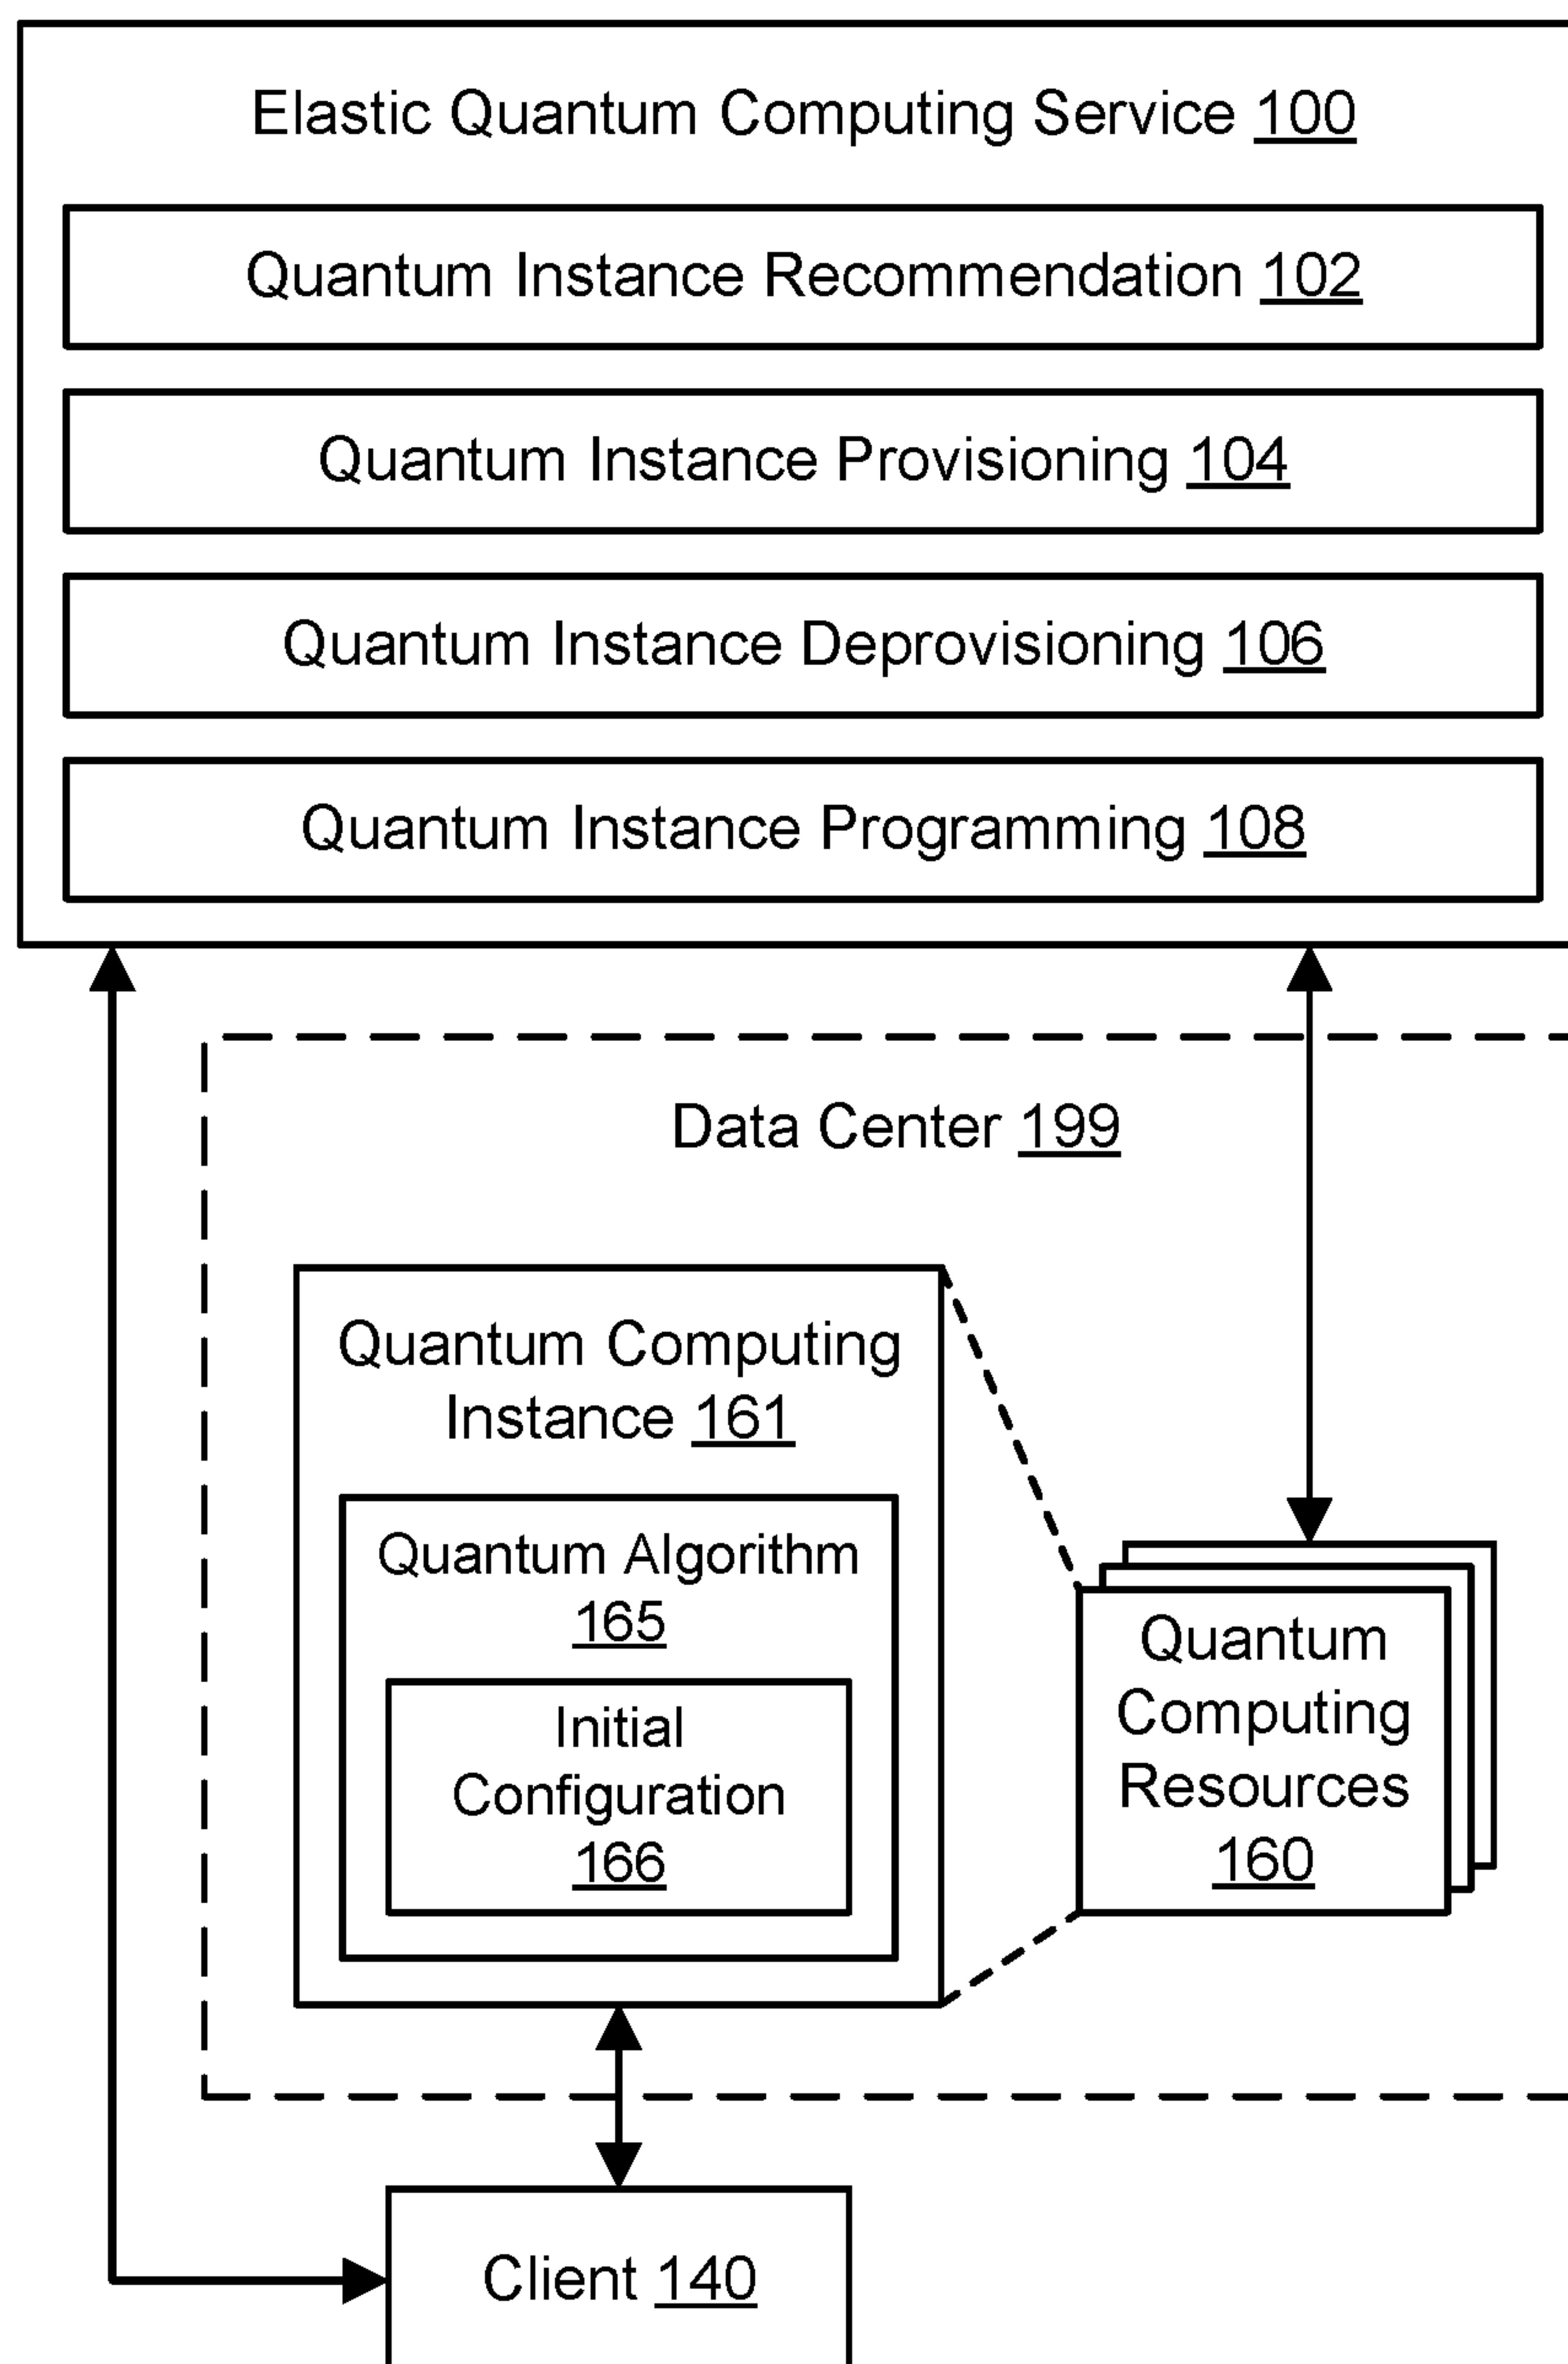 Elastic Quantum Computing Service 100
Quantum Instance Recommendation 102
Quantum Instance Provisioning 104
Quantum Instance Deprovisioning 106
Quantum Instance Programming 108
Data Center 199
Quantum Computing
Instance 161
Quantum Algorithm
165
Initial
Configuration
166
Quantum
Computing
Resources
160
Client 140